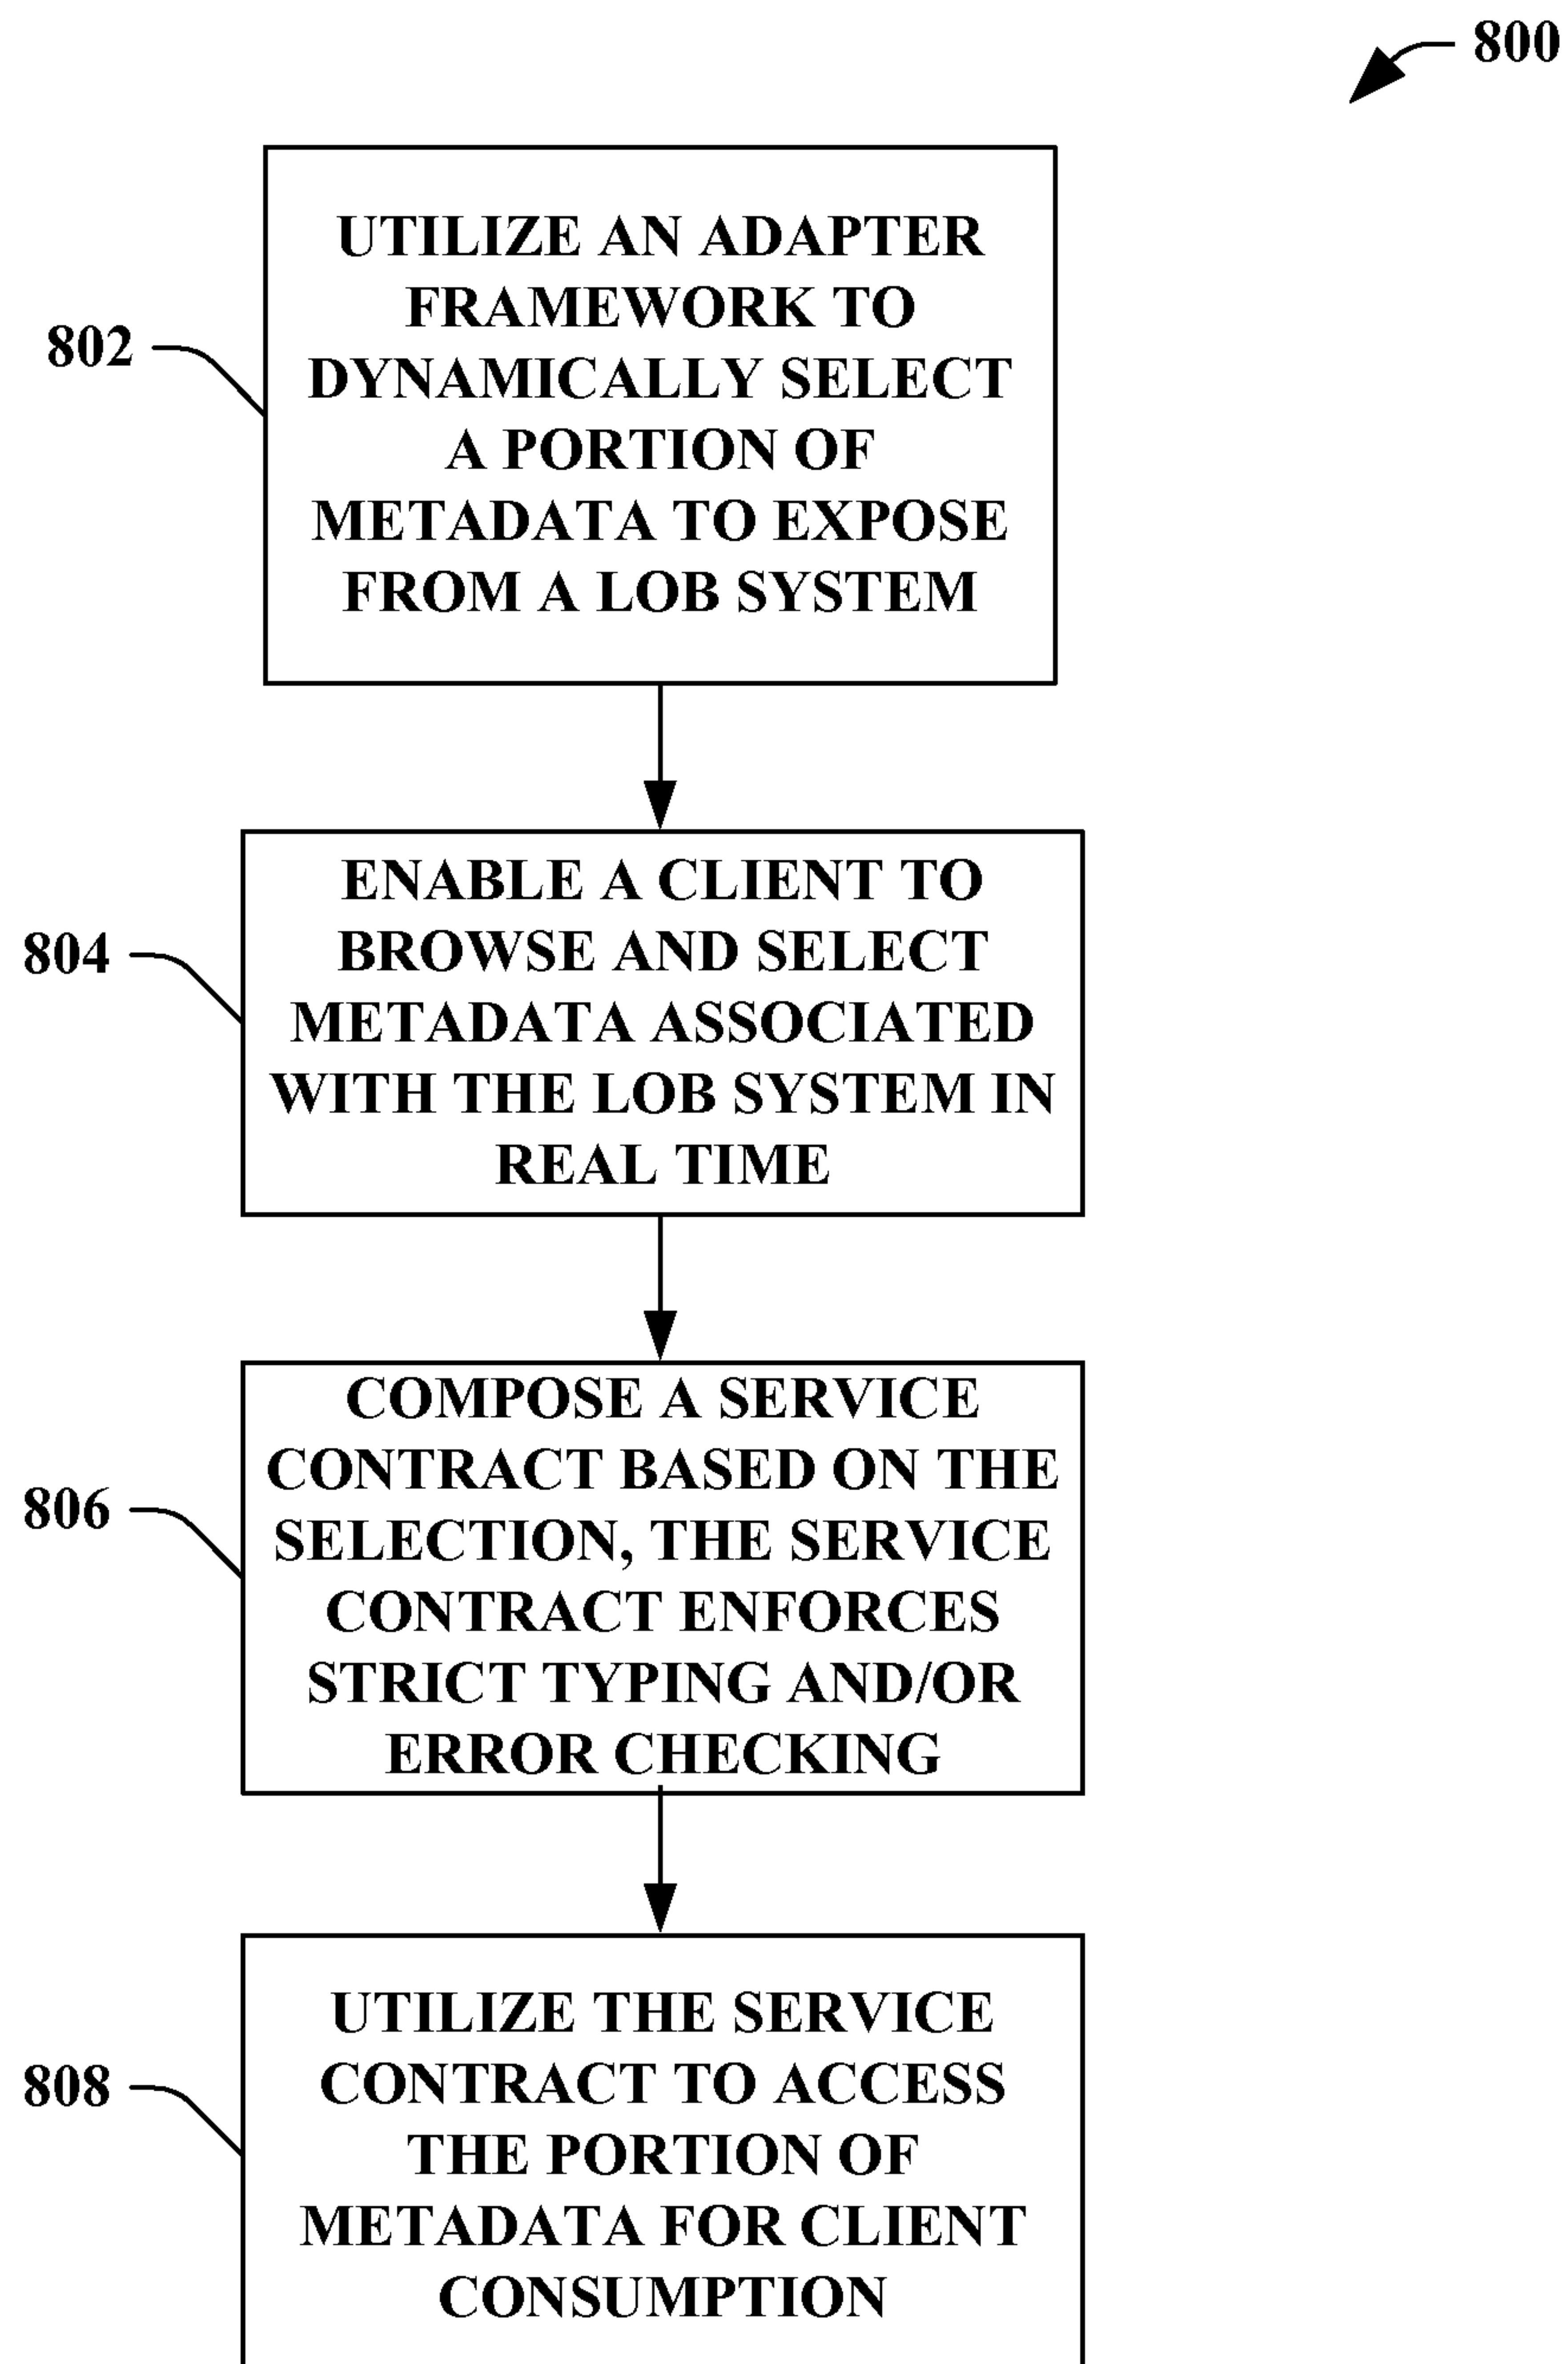 800
802
UTILIZE AN ADAPTER
FRAMEWORK TO
DYNAMICALLY SELECT
A PORTION OF
METADATA TO EXPOSE
FROM A LOB SYSTEM
804
ENABLE A CLIENT TO
BROWSE AND SELECT
METADATA ASSOCIATED
WITH THE LOB SYSTEM IN
REAL TIME
806
COMPOSE A SERVICE
CONTRACT BASED ON THE
SELECTION, THE SERVICE
CONTRACT ENFORCES
STRICT TYPING AND/OR
ERROR CHECKING
808
UTILIZE THE SERVICE
CONTRACT TO ACCESS
THE PORTION OF
METADATA FOR CLIENT
CONSUMPTION